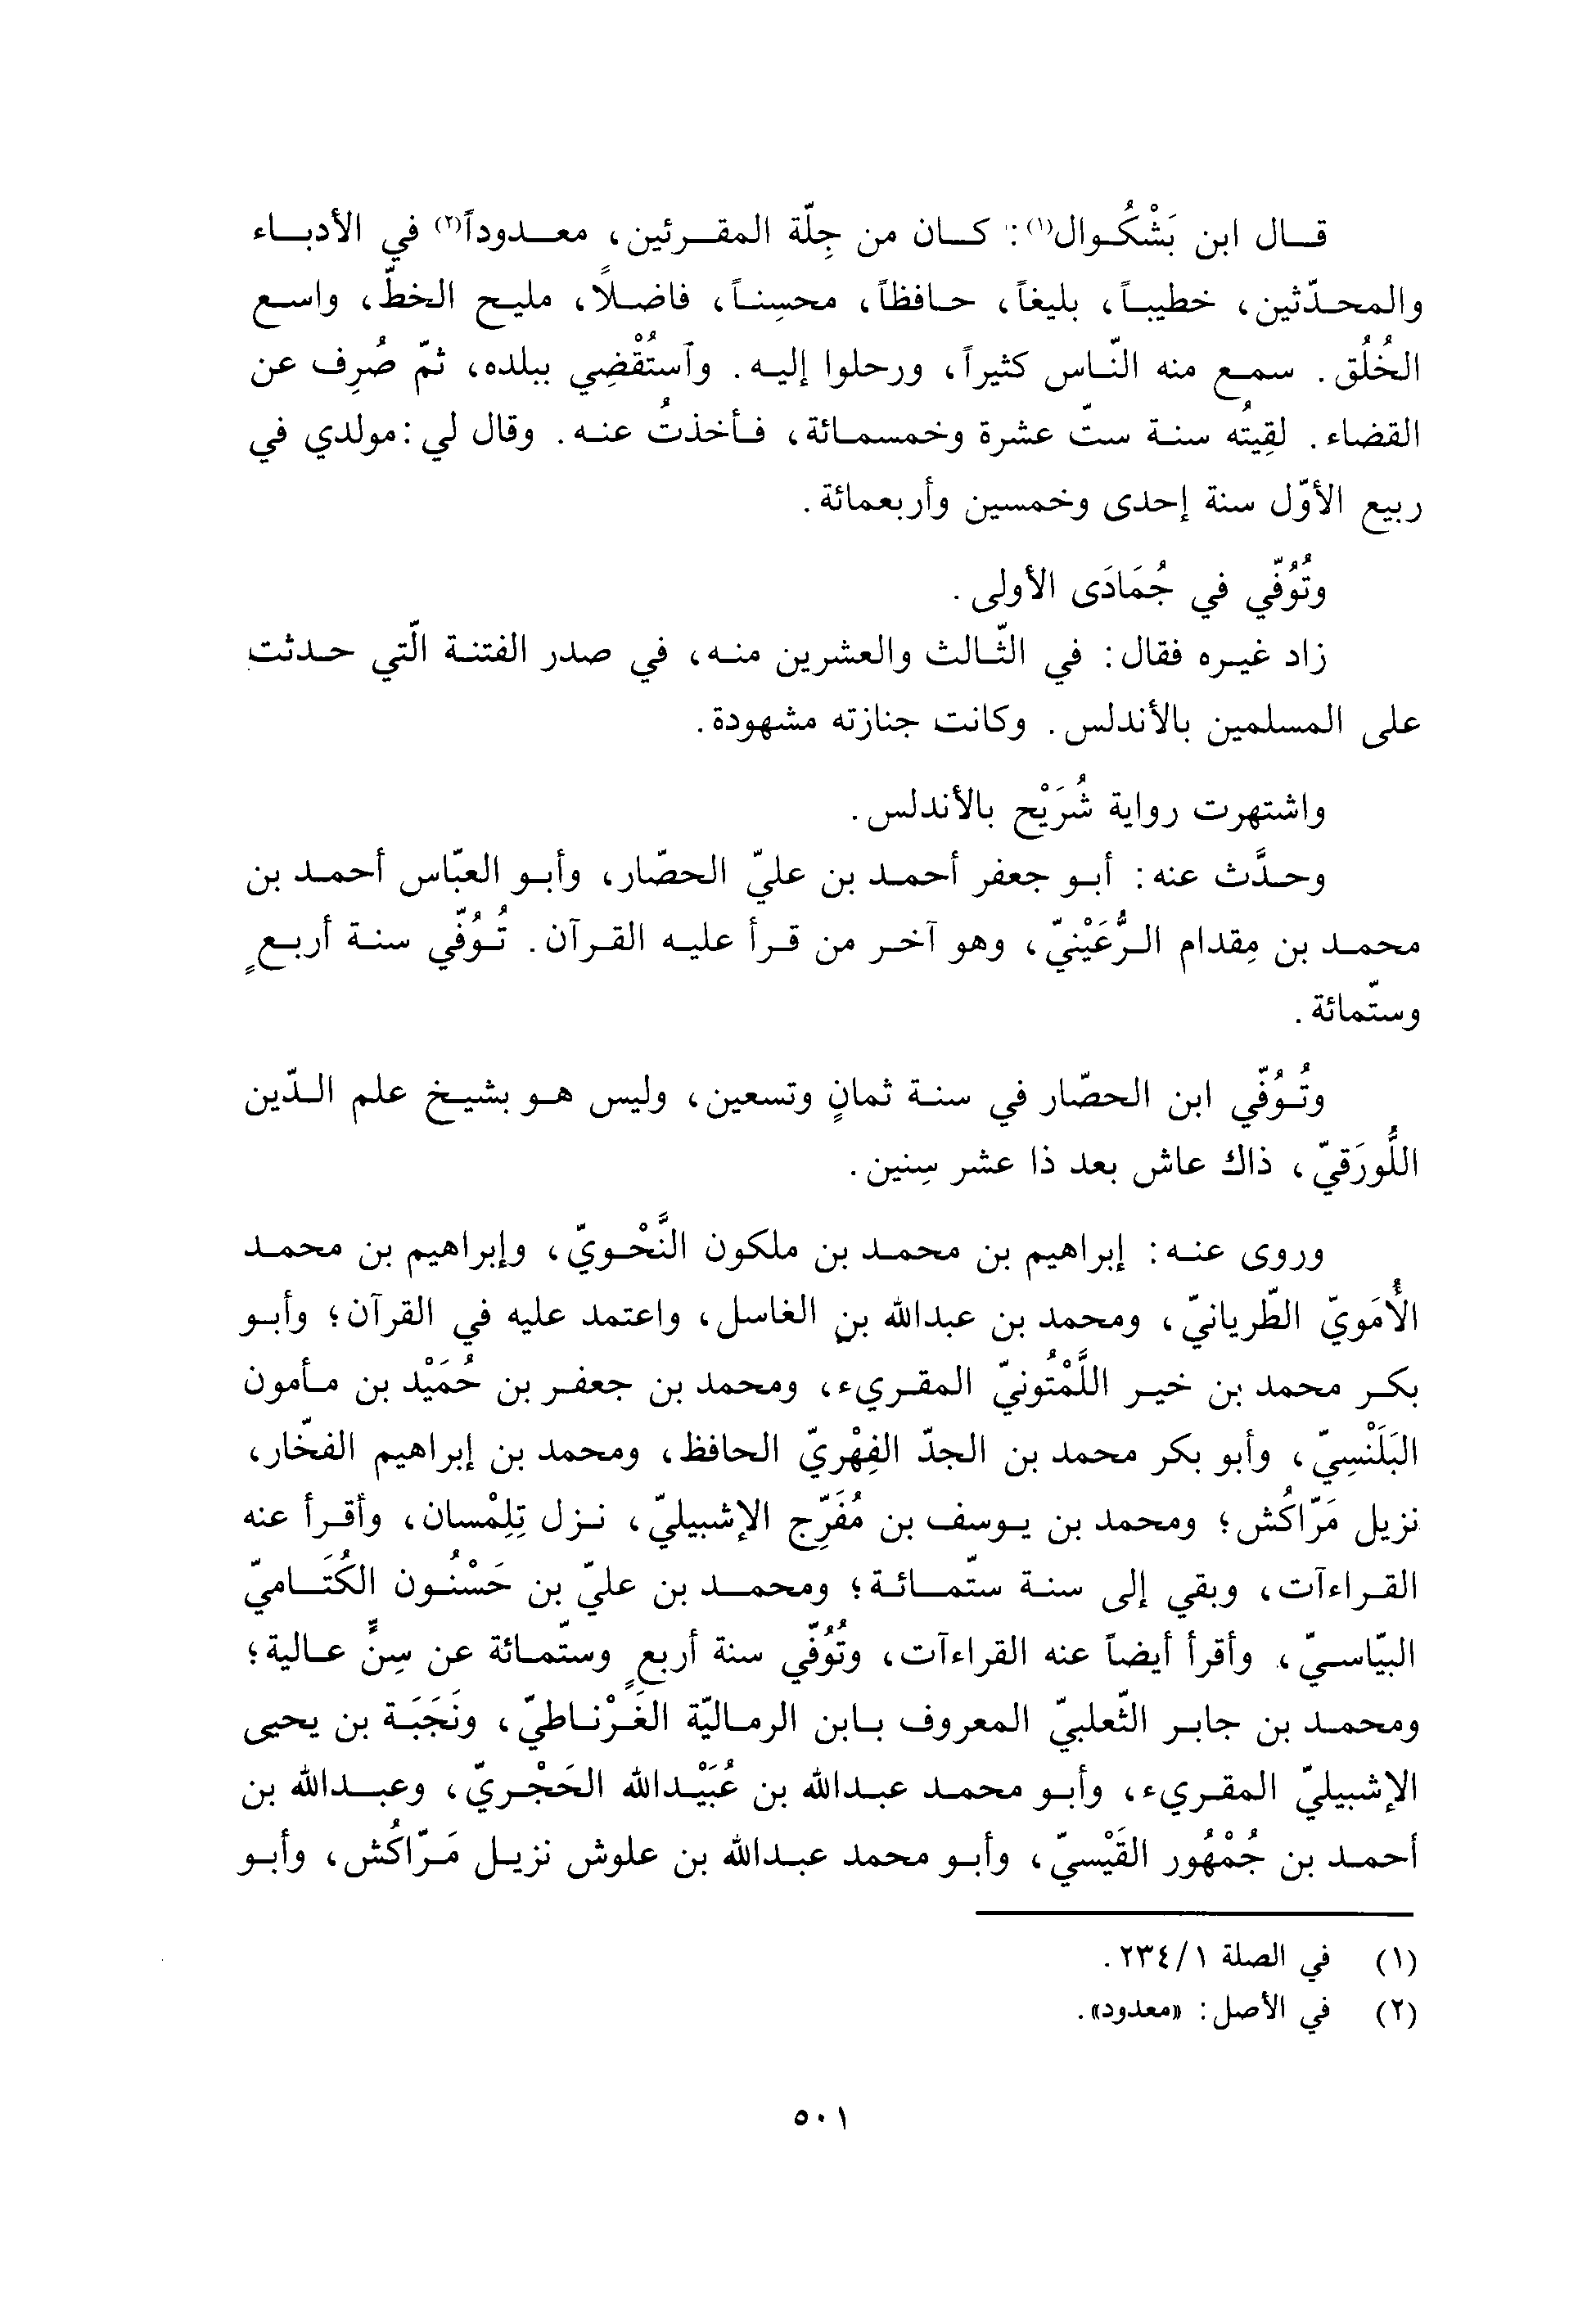 قال ابن بَشْكُوال(١): كان من جِلّة المقرئين، معدوداً(٢) في الأدباء
والمحدّثين، خطيباً، بليغاً، حافظاً، محسِناً، فاضلاً، مليح الخطّ، واسع
الخُلُق. سمع منه النّاس كثيراً، ورحلوا إليه. وٱستُقْضِي ببلده، ثمّ صُرِف عن
القضاء. لقِيتُه سنة ستّ عشرة وخمسمائة، فأخذتُ عنه. وقال لي: مولدي في
ربيع الأوّل سنة إحدى وخمسين وأربعمائة.
وتُوُفّي في جُمَادَى الأولى.
زاد غيره فقال: في الثّالث والعشرين منه، في صدر الفتنة الّتي حدثت
على المسلمين بالأندلس. وكانت جنازته مشهودة.
واشتهرت رواية شُرَيْح بالأندلس.
وحدَّث عنه: أبو جعفر أحمد بن عليّ الحصّار، وأبو العبّاس أحمد بن
محمد بن مِقدام الرُّعَيْنيّ، وهو آخر من قرأ عليه القرآن. تُوُفّي سنة أربعٍ
وستّمائة.
وتُوُفّي ابن الحصّار في سنة ثمانٍ وتسعين، وليس هو بشيخ علم الدّين
اللُّورَقيّ، ذاك عاش بعد ذا عشر سِنين.
وروى عنه: إبراهيم بن محمد بن ملكون النَّحْويّ، وإبراهيم بن محمد
الأُمَويّ الطّريانيّ، ومحمد بن عبدالله بن الغاسل، واعتمد عليه في القرآن؛ وأبو
بكر محمد بن خير اللَّمْتُونيّ المقريء، ومحمد بن جعفر بن حُمَيْد بن مأمون
البَلَنْسِيّ، وأبو بكر محمد بن الجدّ الفِهْريّ الحافظ، ومحمد بن إبراهيم الفخّار،
نزيل مَرّاكُش؛ ومحمد بن يوسف بن مُفَرِّج الإشبيليّ، نزل تِلِمْسان، وأقرأ عنه
القراءآت، وبقي إلى سنة ستّمائة؛ ومحمد بن عليّ بن حَسْنُون الكُتَاميّ
البيّاسيّ، وأقرأ أيضاً عنه القراءآت، وتُوُفّي سنة أربعٍ وستّمائة عن سِنٍّ عالية؛
ومحمد بن جابر الثّعلبيّ المعروف بابن الرماليّة الغَرْناطيّ، ونَجَبَة بن يحيى
الإشبيليّ المقريء، وأبو محمد عبدالله بن عُبَيْدالله الحَجْريّ، وعبدالله بن
أحمد بن جُمْهُور القَيْسيّ، وأبو محمد عبدالله بن علوش نزيل مَرّاكُش، وأبو
(١) في الصلة ١/٢٣٤.
(٢) في الأصل: «معدود».
٥٠١